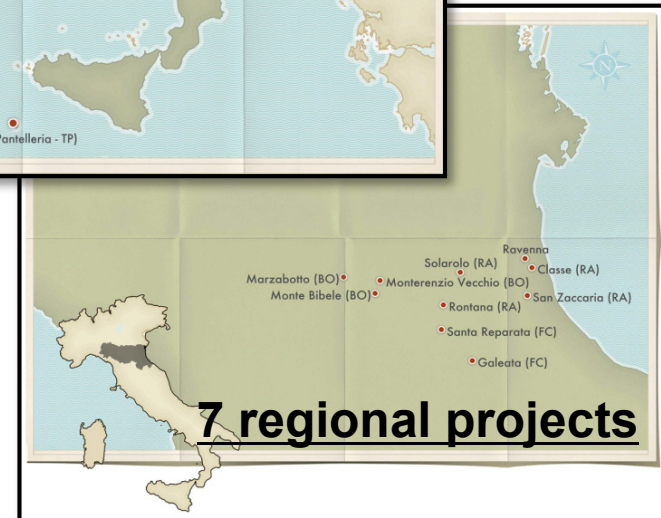 Pantelleria - TP)
N
Ravenna
Solarolo (RA)
Classe (RA)
Marzabotto (BO)
Monterenzio Vecchio (BO)
Monte Bibele (BO)
San Zaccaria (RA)
Rontana (RA)
Santa Reparata (FC)
Galeata (FC)
7 regional projects